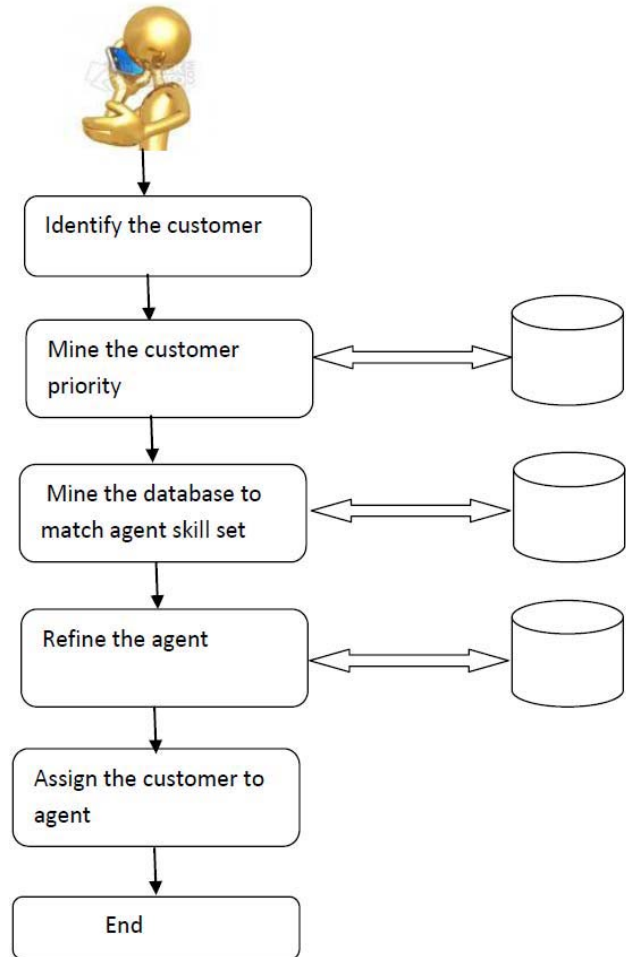 Identify the customer
Mine the customer
priority
Mine the database to
match agent skill set
Refine the agent
Assign the customer to
agent
End